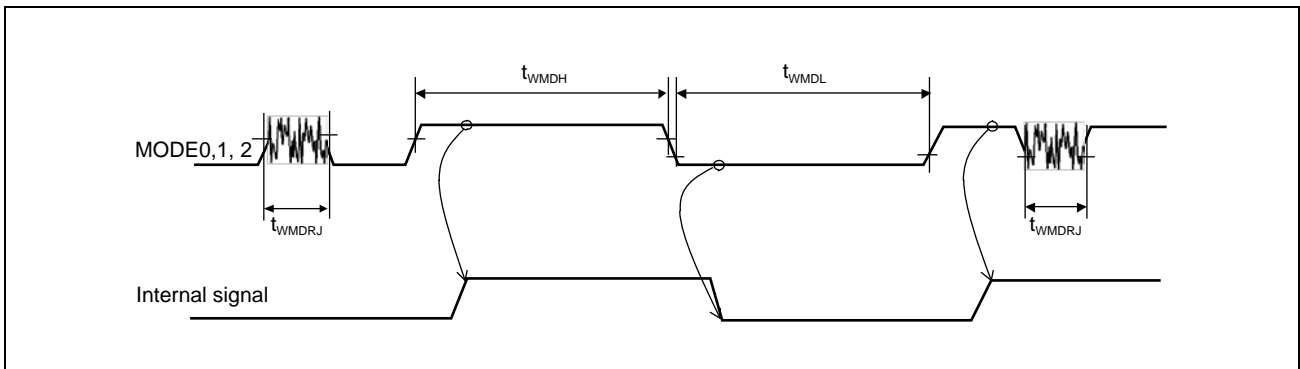 tWMDH
tWMDL
MODE0,1, 2
tWMDRJ
tWMDRJ
Internal signal